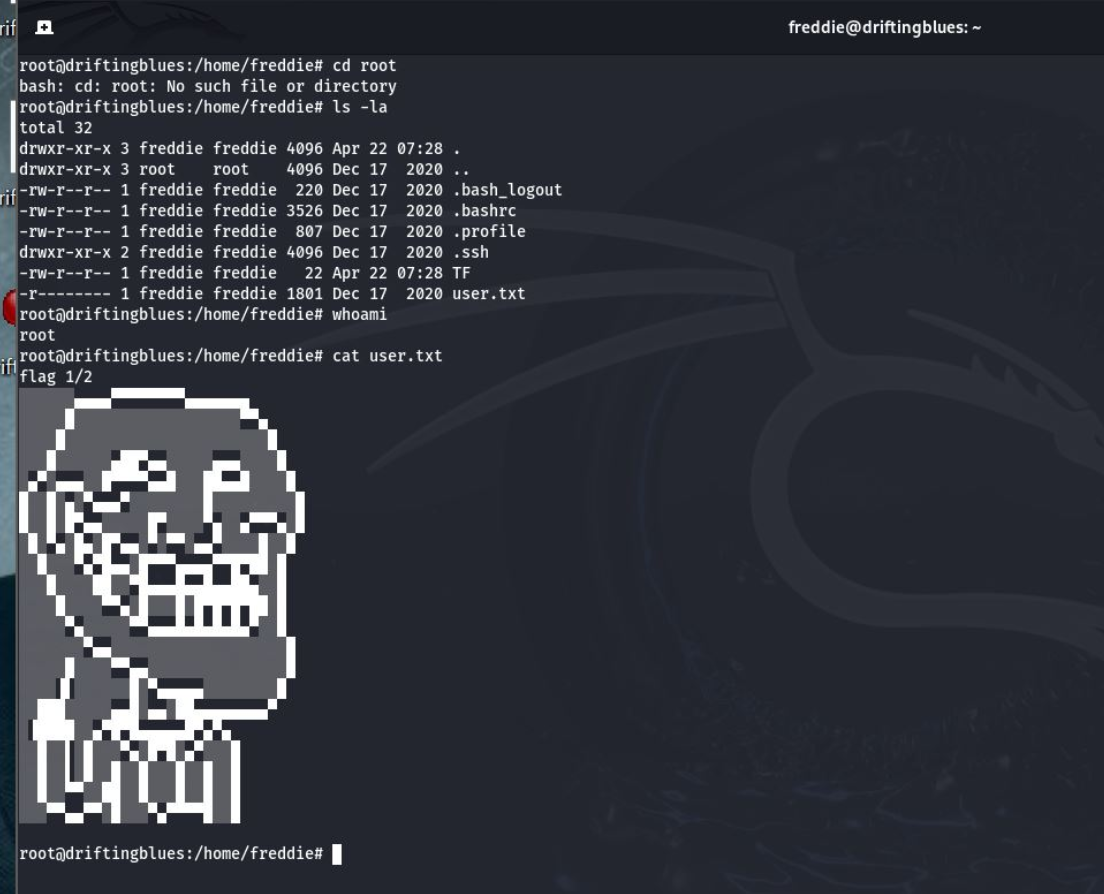 freddie@driftingblues: ~
root@driftingblues:/home/freddie# cd root
bash: cd: root: No such file or directory
root@driftingblues:/home/freddie# ls -la
total 32
drwxr-xr-x 3 freddie freddie 4096 Apr 22 07:28 .
drwxr-xr-x 3 root    root    4096 Dec 17  2020 ..
-rw-r--r-- 1 freddie freddie  220 Dec 17  2020 .bash_logout
-rw-r--r-- 1 freddie freddie 3526 Dec 17  2020 .bashrc
-rw-r--r-- 1 freddie freddie  807 Dec 17  2020 .profile
drwxr-xr-x 2 freddie freddie 4096 Dec 17  2020 .ssh
-rw-r--r-- 1 freddie freddie   22 Apr 22 07:28 TF
-r-------- 1 freddie freddie 1801 Dec 17  2020 user.txt
root@driftingblues:/home/freddie# whoami
root
root@driftingblues:/home/freddie# cat user.txt
flag 1/2
root@driftingblues:/home/freddie#